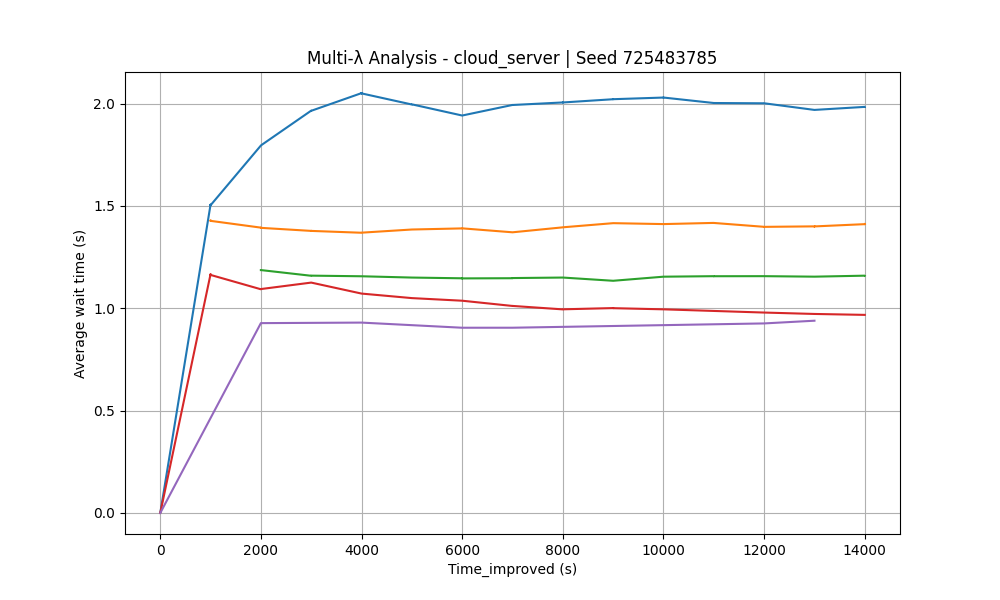 Multi-λ Analysis - cloud_server | Seed 725483785
Average wait time (s)
2.0
1.5
1.0
0.5
0.0
0 2000 4000 6000 8000 10000 12000 14000
Time_improved (s)